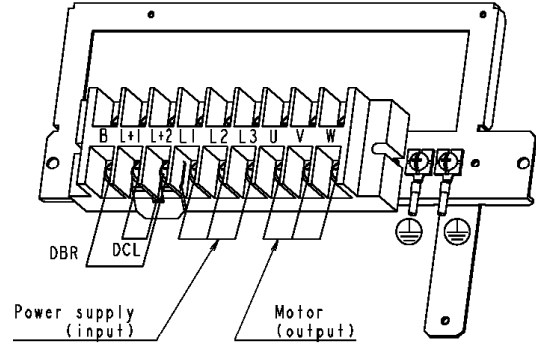 B L+1 L+2 L1 L2 L3 U V W
DBR
DCL
Power supply
(input)
Motor
(output)